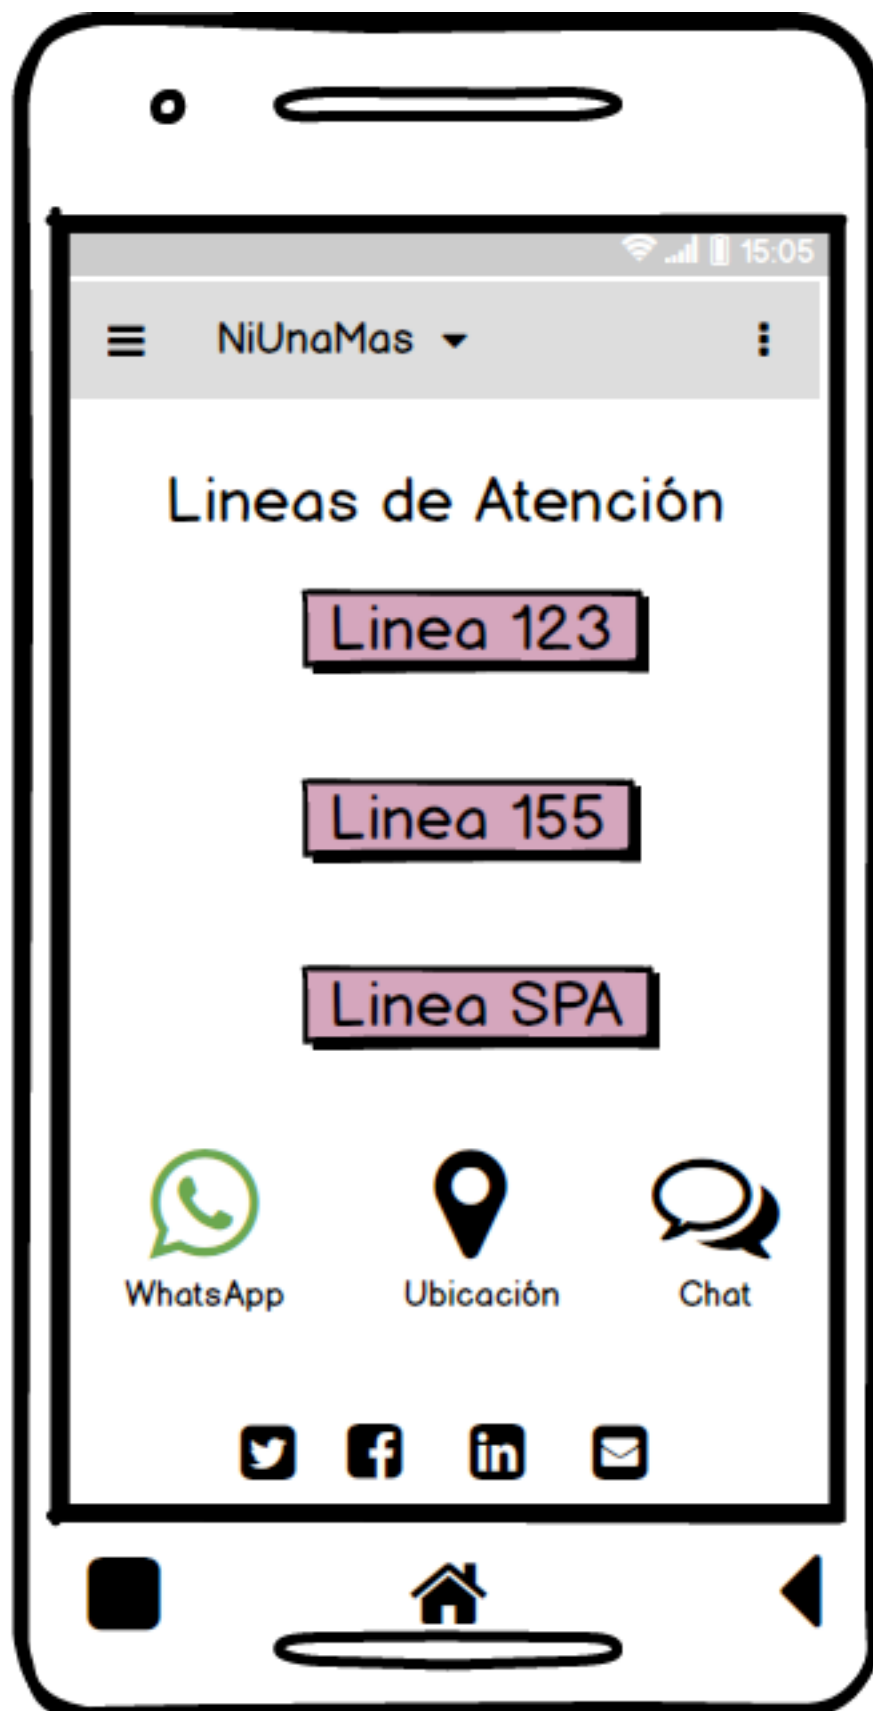 15:05
NiUnaMas
Lineas de Atención
Linea 123
Linea 155
Linea SPA
WhatsApp Ubicación Chat